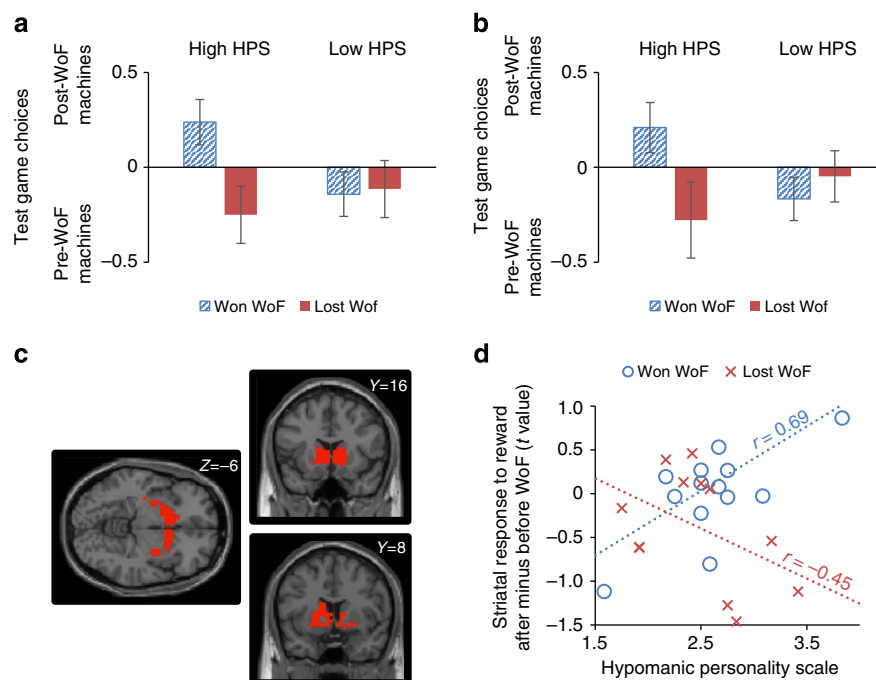 a
High HPS Low HPS
Test game choices
Pre-WoF machines Post-WoF machines
0.5
0
–0.5
Won WoF Lost Wof
b
High HPS Low HPS
Test game choices
Pre-WoF machines Post-WoF machines
0.5
0
–0.5
Won WoF Lost WoF
c
Z=–6
Y=16
Y=8
d
Won WoF Lost WoF
Striatal response to reward
after minus before WoF (t value)
1.0
0.5
0.0
–0.5
–1.0
–1.5
r = 0.69
r = –0.45
1.5 2.5 3.5
Hypomanic personality scale